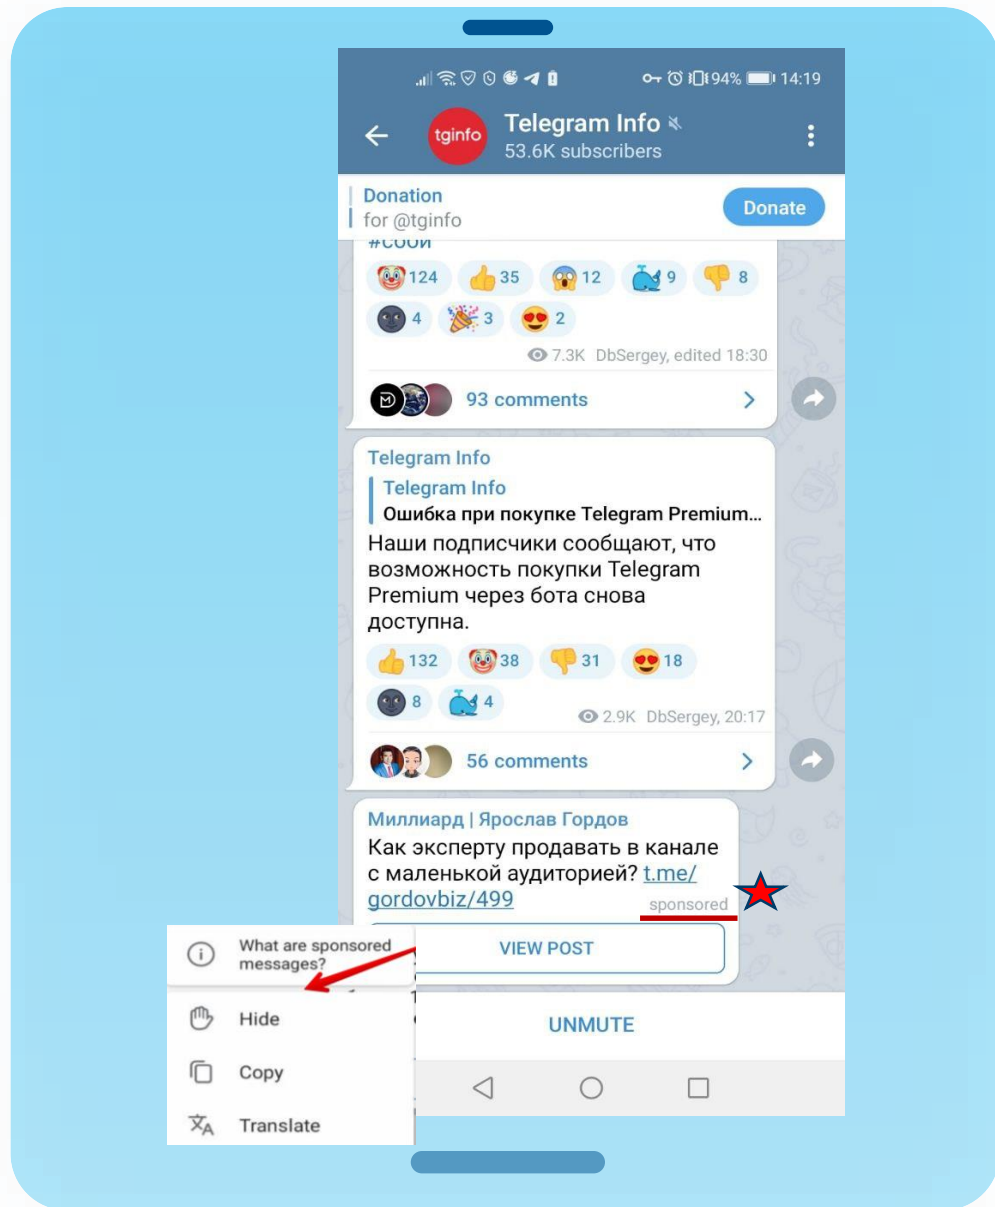 94% 14:19
tginfo
Telegram Info
53.6K subscribers
Donation
for @tginfo
Donate
124 35 12 9 8
4 3 2
7.3K DbSergey, edited 18:30
93 comments
Telegram Info
Telegram Info
Ошибка при покупке Telegram Premium...
Наши подписчики сообщают, что
возможность покупки Telegram
Premium через бота снова
доступна.
132 38 31 18
8 4
2.9K DbSergey, 20:17
56 comments
Миллиард | Ярослав Гордов
Как эксперту продавать в канале
с маленькой аудиторией? t.me/
gordovbiz/499
sponsored
VIEW POST
What are sponsored
messages?
Hide
Copy
Translate
UNMUTE